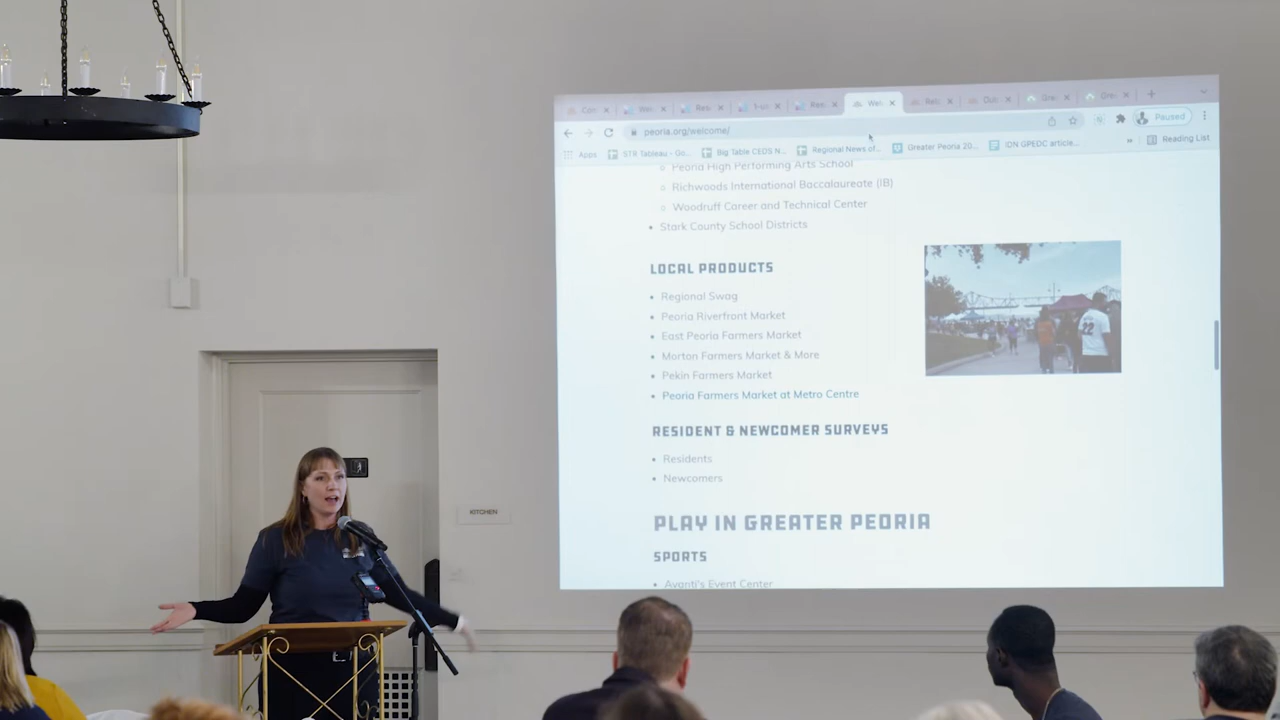 peoria.org/welcome/
Paused
Apps
STR Tableau - Go...
Big Table CEDS N...
Regional News of...
Greater Peoria 20...
ION GPEDC article...
»
Reading List
Peoria High Performing Arts School
Richwoods International Baccalaureate (IB)
Woodruff Career and Technical Center
Stark County School Districts
LOCAL PRODUCTS
Regional Swag
Peoria Riverfront Market
East Peoria Farmers Market
Morton Farmers Market & More
Pekin Farmers Market
Peoria Farmers Market at Metro Centre
22
RESIDENT & NEWCOMER SURVEYS
Residents
Newcomers
PLAY IN GREATER PEORIA
SPORTS
Avanti's Event Center
KITCHEN